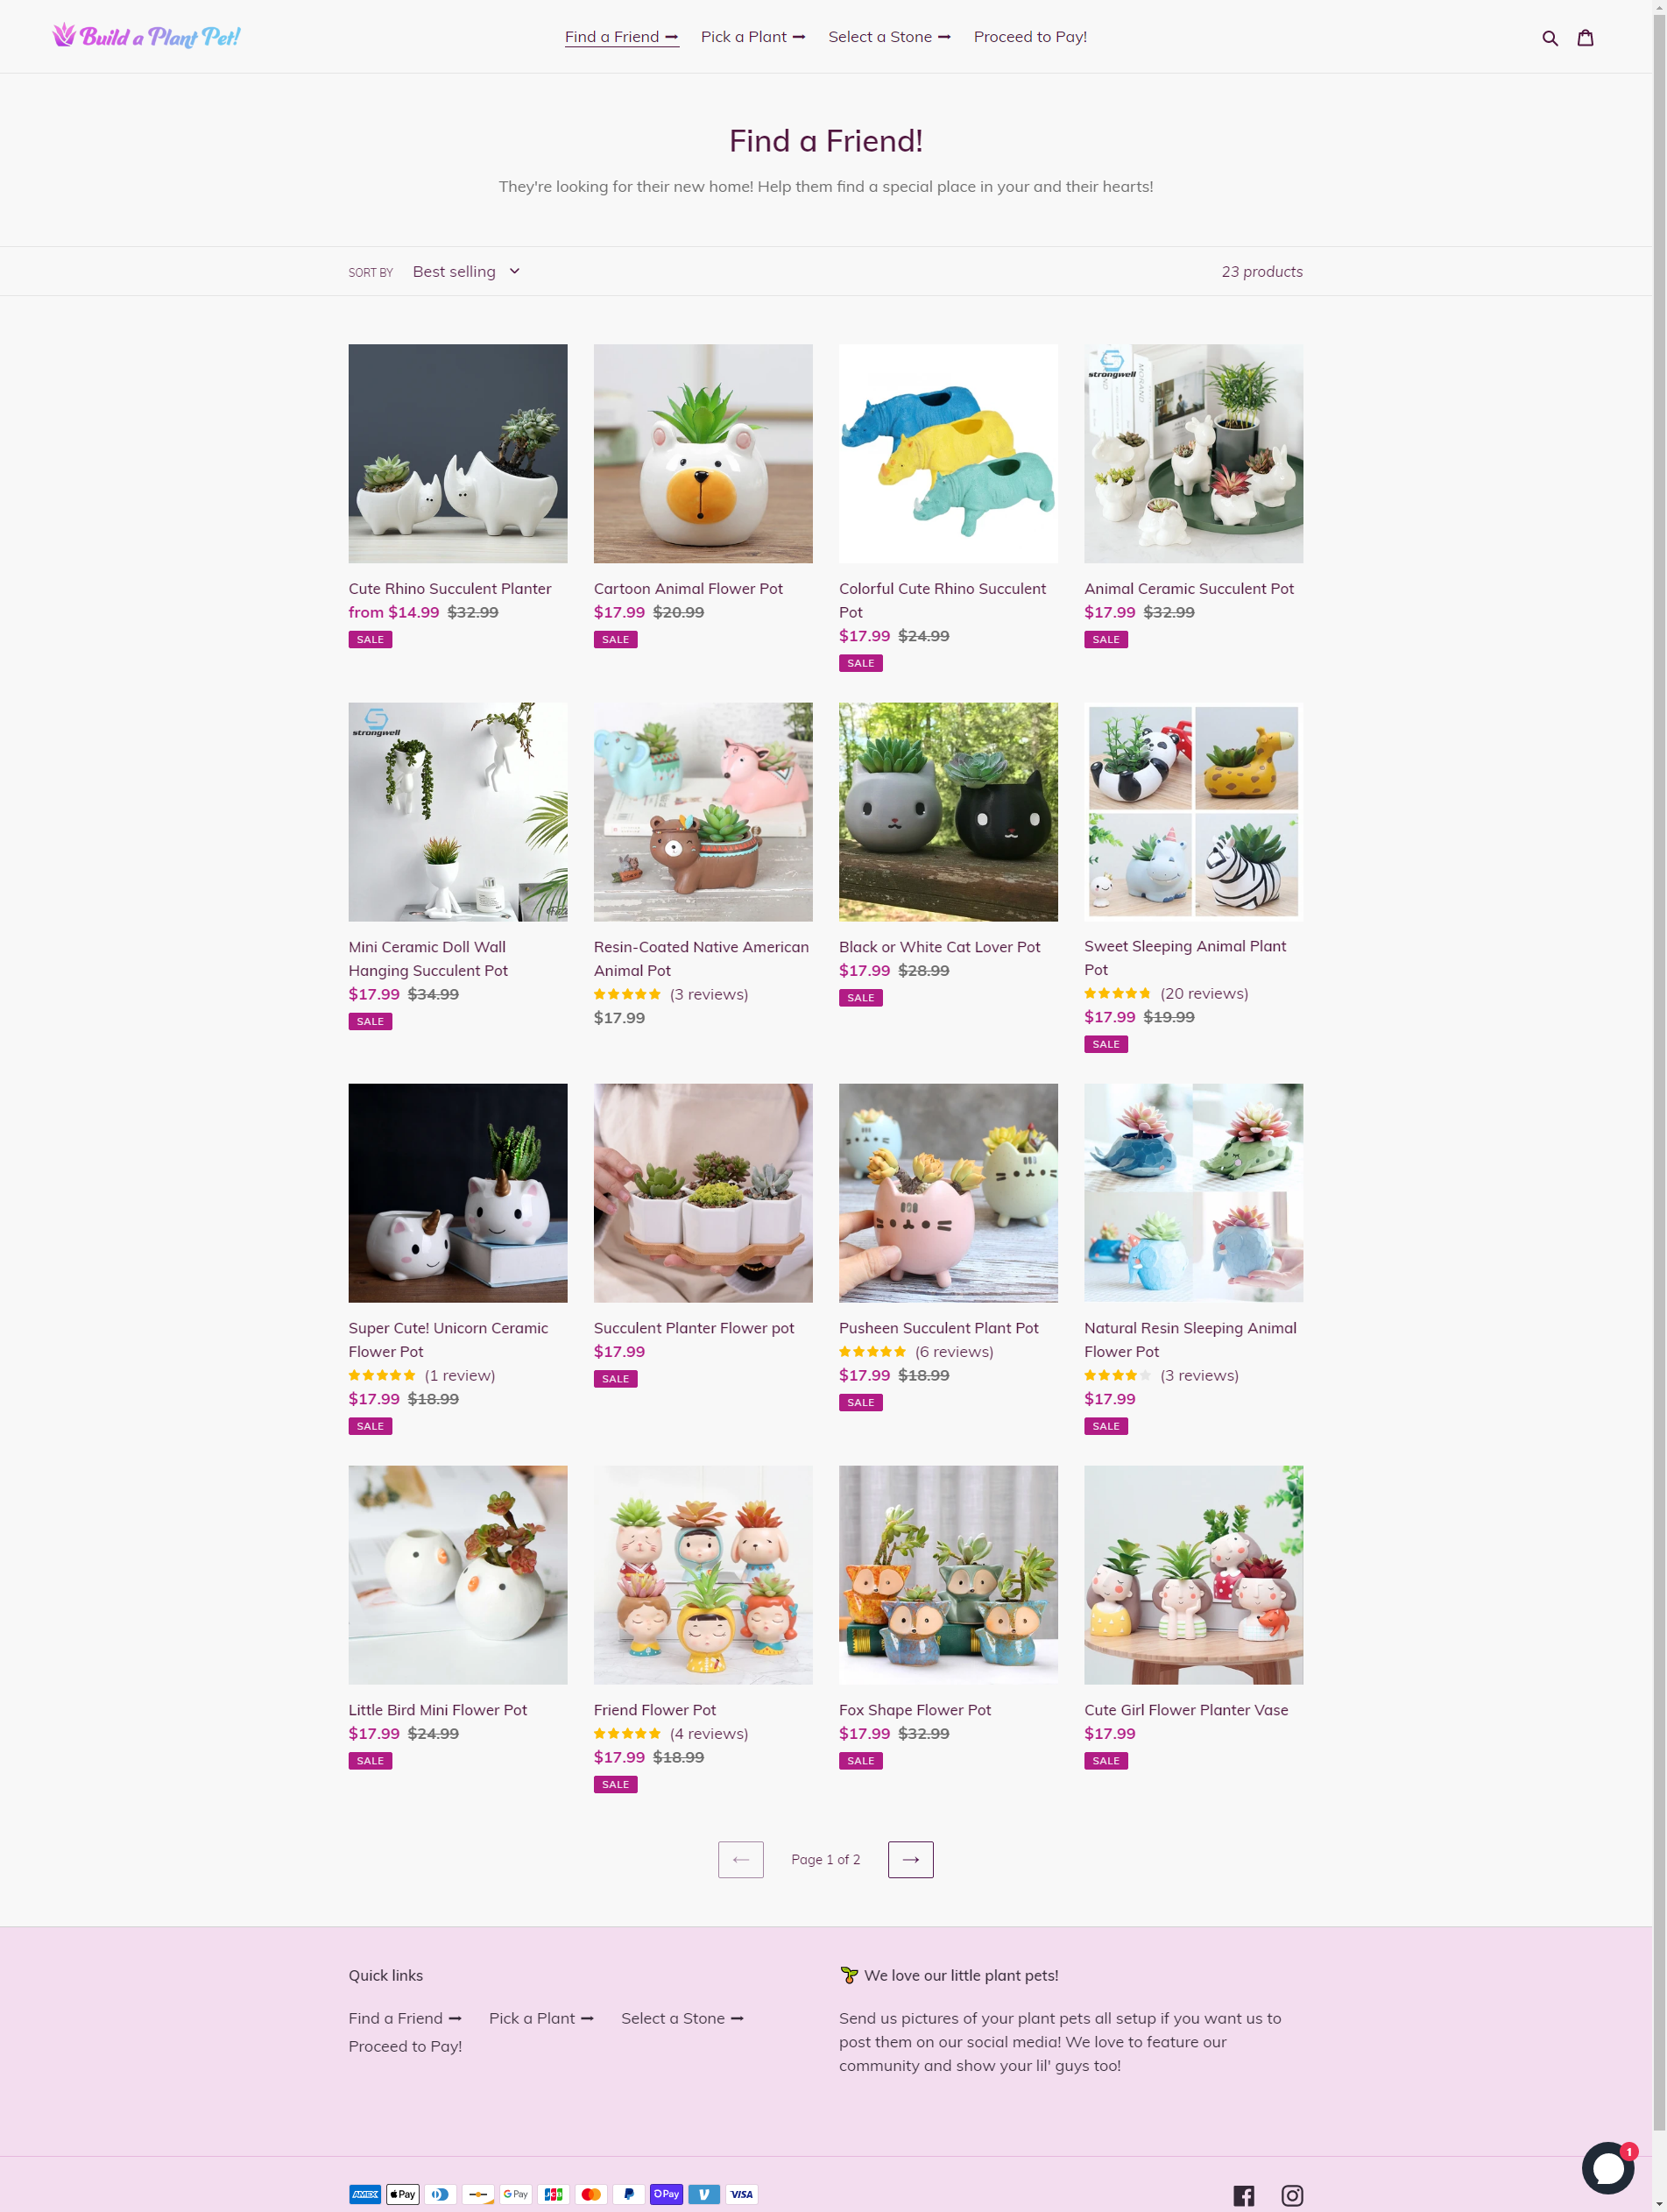 Build a Plant Pet!
Find a Friend Pick a Plant Select a Stone Proceed to Pay!
Find a Friend!
They're looking for their new home! Help them find a special place in your and their hearts!
SORT BY Best selling
23 products
strongwell
Cute Rhino Succulent Planter
from $14.99 $32.99
SALE
Cartoon Animal Flower Pot
$17.99 $20.99
SALE
Colorful Cute Rhino Succulent
Pot
$17.99 $24.99
SALE
Animal Ceramic Succulent Pot
$17.99 $32.99
SALE
strongwell
Mini Ceramic Doll Wall
Hanging Succulent Pot
$17.99 $34.99
SALE
Resin-Coated Native American
Animal Pot
(3 reviews)
$17.99
Black or White Cat Lover Pot
$17.99 $28.99
SALE
Sweet Sleeping Animal Plant
Pot
(20 reviews)
$17.99 $19.99
SALE
Super Cute! Unicorn Ceramic
Flower Pot
(1 review)
$17.99 $18.99
SALE
Succulent Planter Flower pot
$17.99
SALE
Pusheen Succulent Plant Pot
(6 reviews)
$17.99 $18.99
SALE
Natural Resin Sleeping Animal
Flower Pot
(3 reviews)
$17.99
SALE
Little Bird Mini Flower Pot
$17.99 $24.99
SALE
Friend Flower Pot
(4 reviews)
$17.99 $18.99
SALE
Fox Shape Flower Pot
$17.99 $32.99
SALE
Cute Girl Flower Planter Vase
$17.99
SALE
Page 1 of 2
Quick links
Find a Friend Pick a Plant Select a Stone
Proceed to Pay!
We love our little plant pets!
Send us pictures of your plant pets all setup if you want us to
post them on our social media! We love to feature our
community and show your lil' guys too!
1
AMEX Pay G Pay JCB Pay VISA